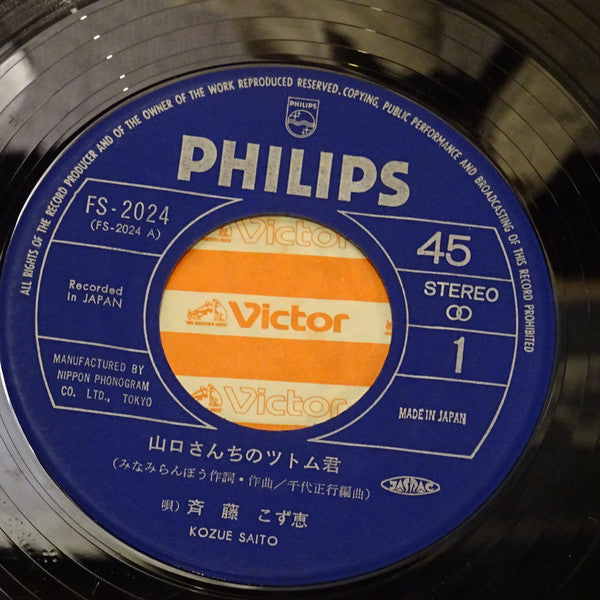 ALL RIGHTS OF THE RECORD PRODUCER AND OF THE OWNER OF THE WORK REPRODUCED RESERVED. COPYING, PUBLIC PERFORMANCE AND BROADCASTING OF THIS RECORD PROHIBITED
PHILIPS
PHILIPS
FS-2024
(FS-2024 A)
Recorded
in JAPAN
MANUFACTURED BY
NIPPON PHONOGRAM
CO. LTD., TOKYO
45
STEREO
1
MADE IN JAPAN
Victor
Victor
Victor
山口さんちのツトム君
(みなみらんぼう作詞・作曲/千代正行編曲)
JASRAC
唄) 斉藤 こず恵
KOZUE SAITO